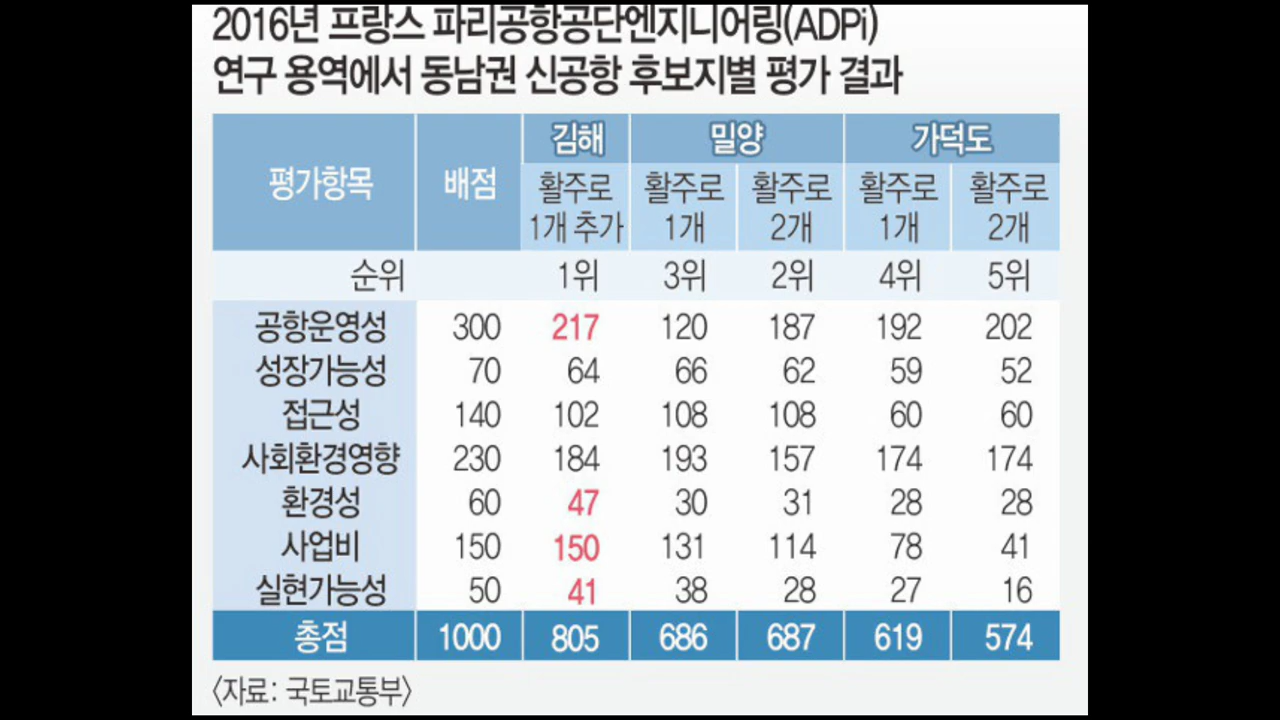 2016년 프랑스 파리공항공단엔지니어링(ADPi)
연구 용역에서 동남권 신공항 후보지별 평가 결과
평가항목 배점 김해 밀양 가덕도
활주로 1개 추가 활주로 1개 활주로 2개 활주로 1개 활주로 2개
순위 1위 3위 2위 4위 5위
공항운영성 300 217 120 187 192 202
성장가능성 70 64 66 62 59 52
접근성 140 102 108 108 60 60
사회환경영향 230 184 193 157 174 174
환경성 60 47 30 31 28 28
사업비 150 150 131 114 78 41
실현가능성 50 41 38 28 27 16
총점 1000 805 686 687 619 574
〈자료: 국토교통부〉